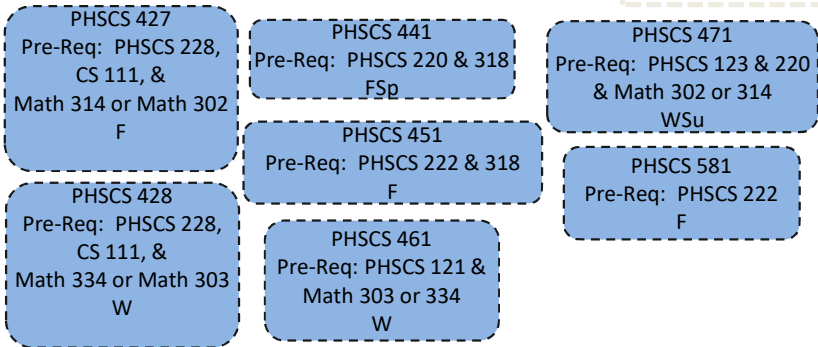 PHSCS 427
Pre-Req: PHSCS 228,
CS 111, &
Math 314 or Math 302
F
PHSCS 428
Pre-Req: PHSCS 228,
CS 111, &
Math 334 or Math 303
W
PHSCS 441
Pre-Req: PHSCS 220 & 318
FSp
PHSCS 451
Pre-Req: PHSCS 222 & 318
F
PHSCS 461
Pre-Req: PHSCS 121 &
Math 303 or 334
W
PHSCS 471
Pre-Req: PHSCS 123 & 220
& Math 302 or 314
WSu
PHSCS 581
Pre-Req: PHSCS 222
F